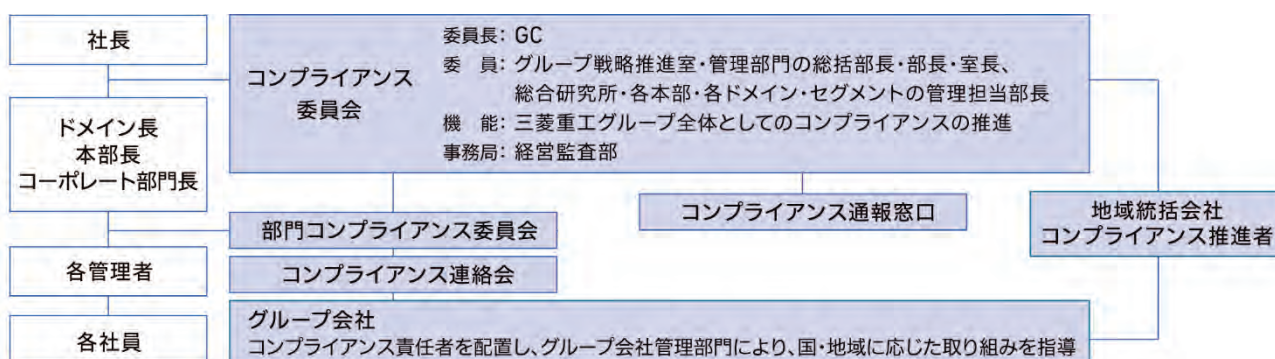 社長
ドメイン長
本部長
コーポレート部門長
各管理者
各社員
コンプライアンス
委員会
委員長：GC
委　員：グループ戦略推進室・管理部門の総括部長・部長・室長、
総合研究所・各本部・各ドメイン・セグメントの管理担当部長
機　能：三菱重工グループ全体としてのコンプライアンスの推進
事務局：経営監査部
部門コンプライアンス委員会
コンプライアンス通報窓口
地域統括会社
コンプライアンス推進者
コンプライアンス連絡会
グループ会社
コンプライアンス責任者を配置し、グループ会社管理部門により、国・地域に応じた取り組みを指導